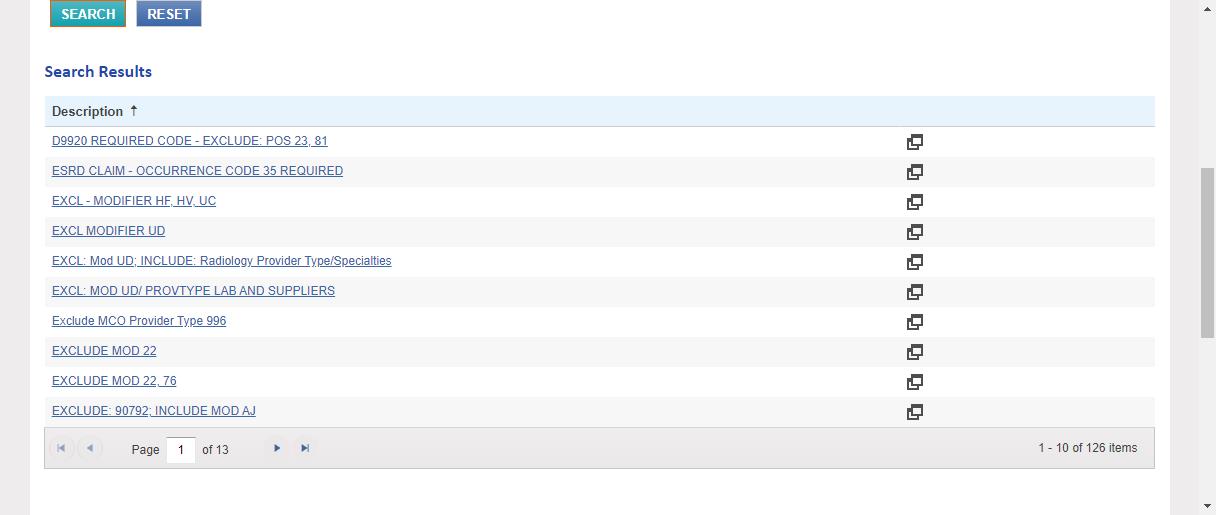 SEARCH RESET
Search Results
Description ↑
D9920 REQUIRED CODE - EXCLUDE: POS 23, 81
ESRD CLAIM - OCCURRENCE CODE 35 REQUIRED
EXCL - MODIFIER HF, HV, UC
EXCL MODIFIER UD
EXCL: Mod UD; INCLUDE: Radiology Provider Type/Specialties
EXCL: MOD UD/ PROVTYPE LAB AND SUPPLIERS
Exclude MCO Provider Type 996
EXCLUDE MOD 22
EXCLUDE MOD 22, 76
EXCLUDE: 90792; INCLUDE MOD AJ
Page 1 of 13 1 - 10 of 126 items